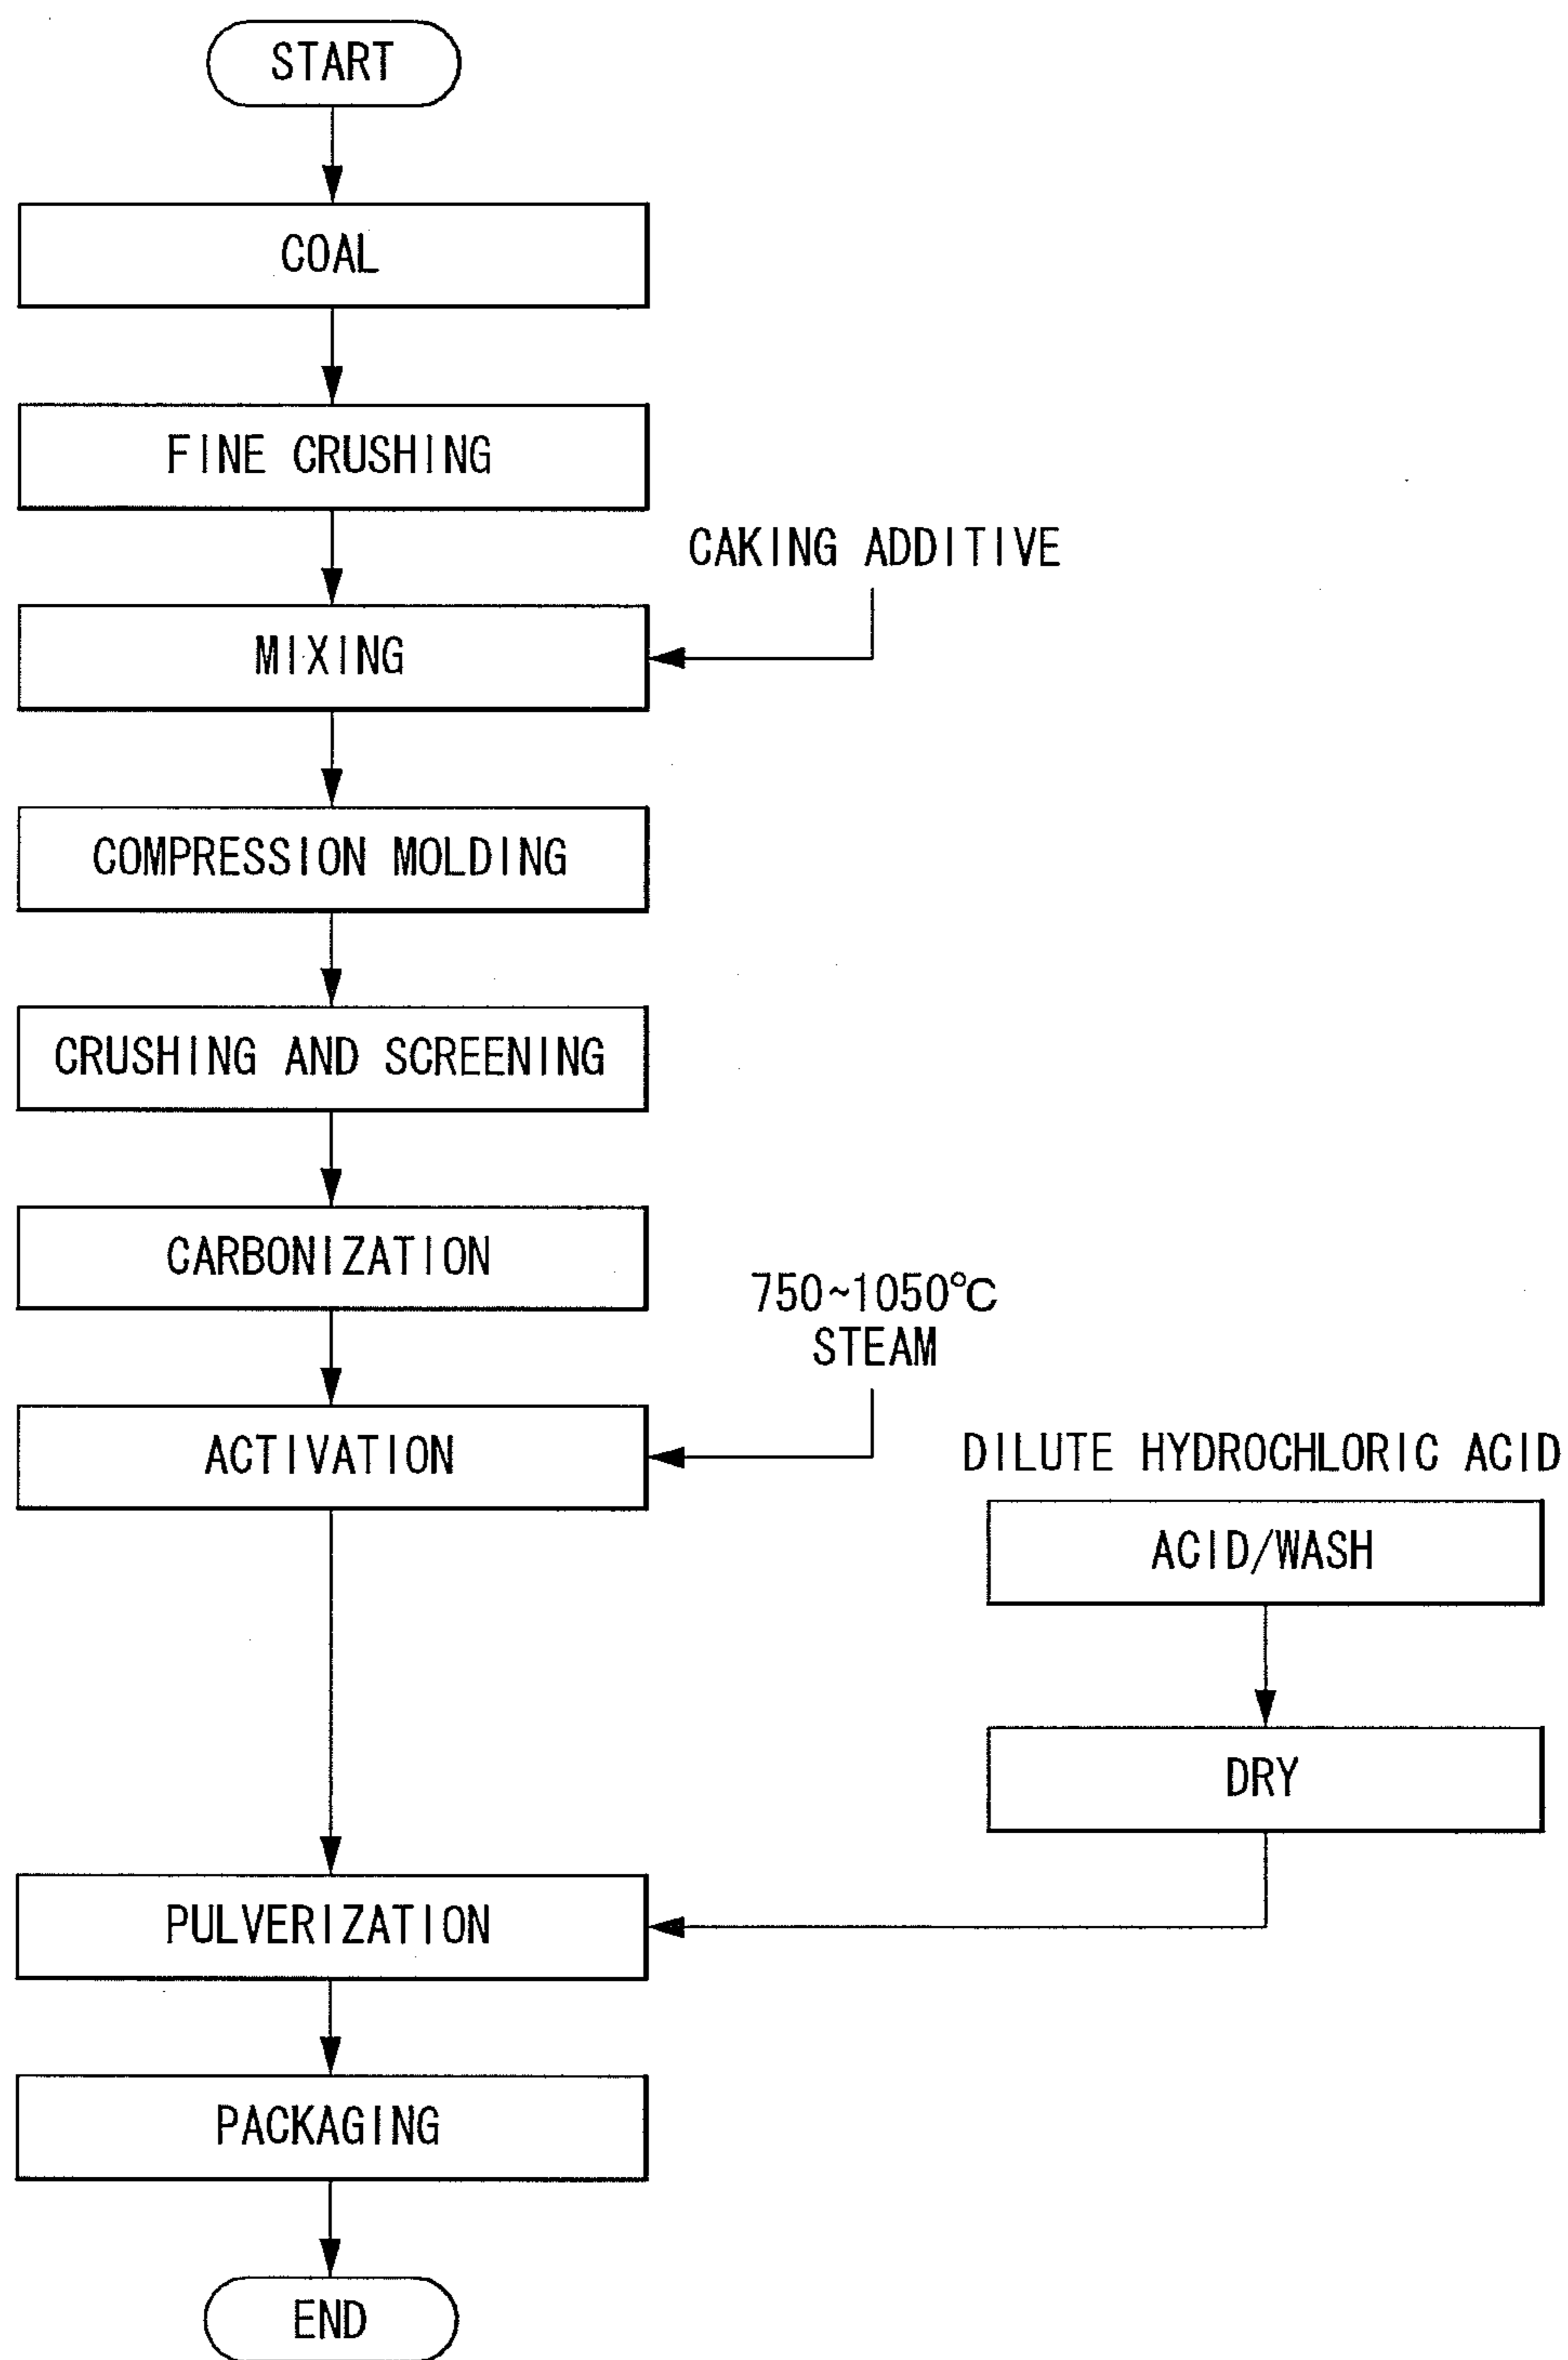 START
COAL
FINE CRUSHING
CAKING ADDITIVE
MIXING
COMPRESSION MOLDING
CRUSHING AND SCREENING
CARBONIZATION
750~1050°C
STEAM
ACTIVATION
DILUTE HYDROCHLORIC ACID
ACID/WASH
DRY
PULVERIZATION
PACKAGING
END